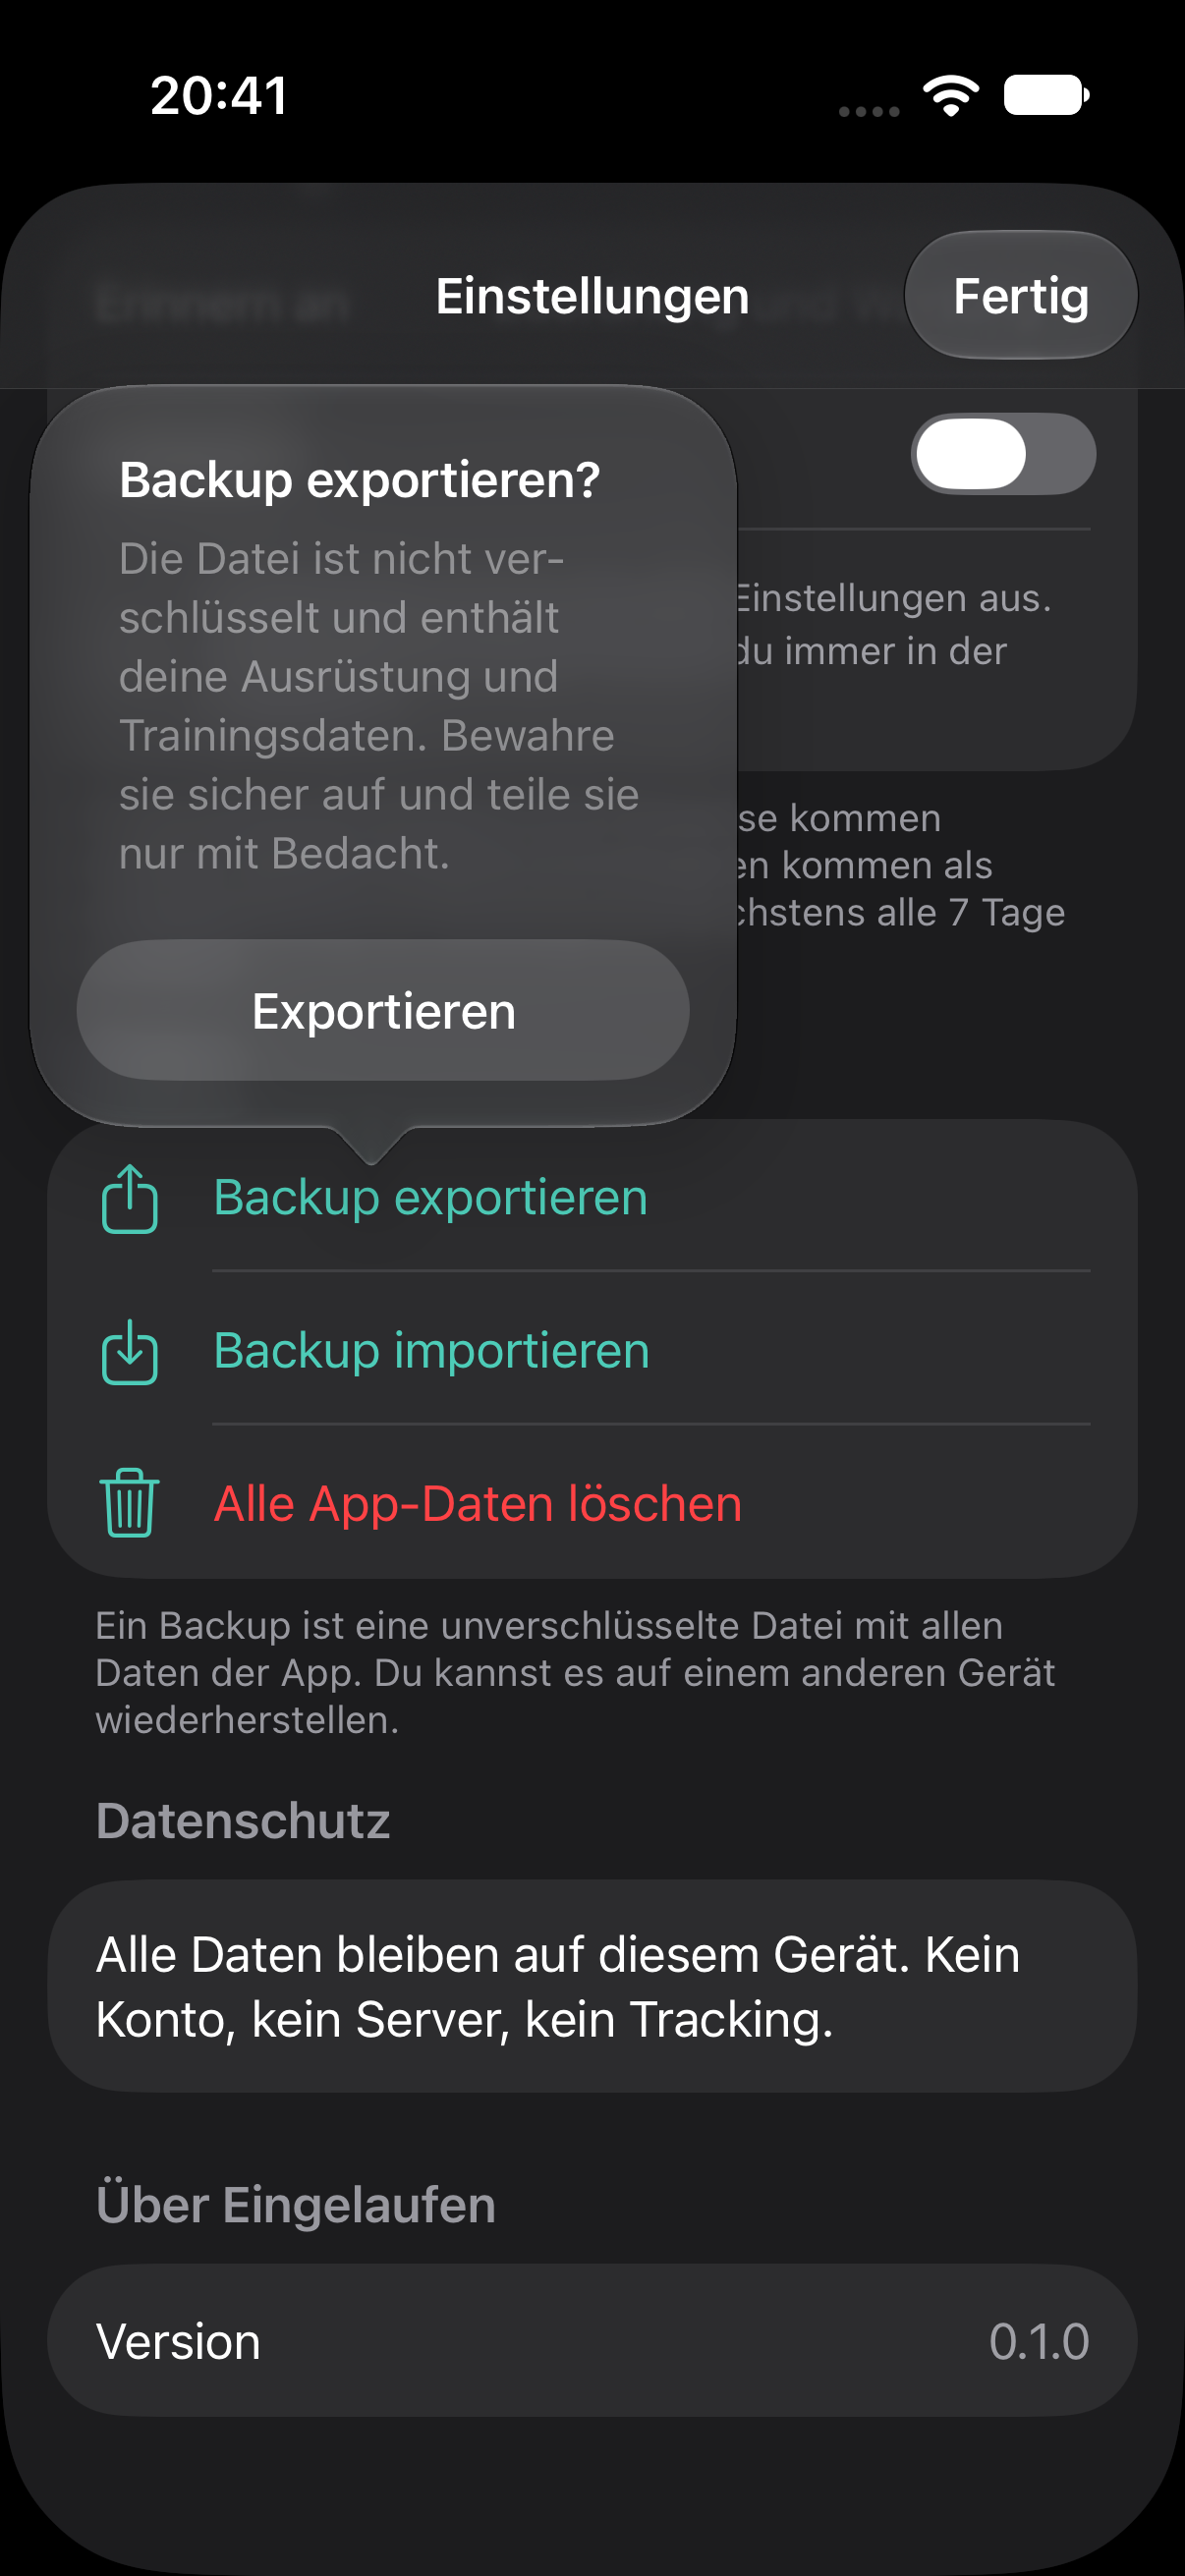 20:41
Einstellungen
Fertig
Backup exportieren?
Die Datei ist nicht ver-
schlüsselt und enthält
deine Ausrüstung und
Trainingsdaten. Bewahre
sie sicher auf und teile sie
nur mit Bedacht.
Exportieren
Einstellungen aus.
du immer in der
kommen
kommen als
alle 7 Tage
Backup exportieren
Backup importieren
Alle App-Daten löschen
Ein Backup ist eine unverschlüsselte Datei mit allen
Daten der App. Du kannst es auf einem anderen Gerät
wiederherstellen.
Datenschutz
Alle Daten bleiben auf diesem Gerät. Kein
Konto, kein Server, kein Tracking.
Über Eingelaufen
Version
0.1.0